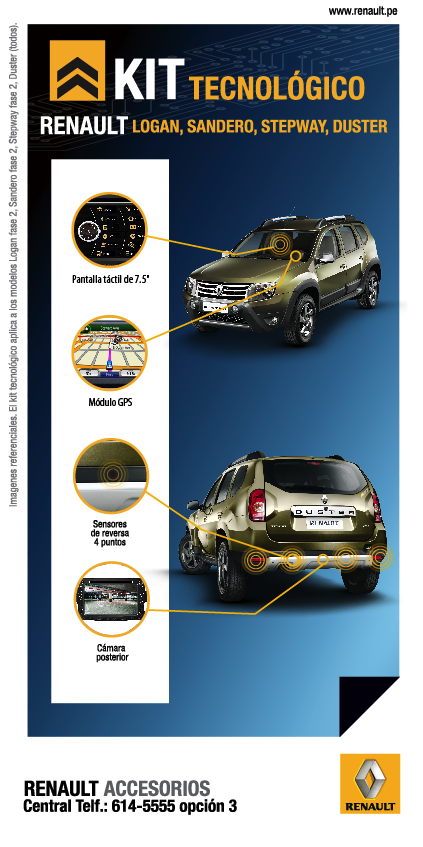 www.renault.pe
KIT TECNOLÓGICO
RENAULT LOGAN, SANDERO, STEPWAY, DUSTER
Imagenes referenciales. El kit tecnológico aplica a los modelos Logan fase 2, Sandero fase 2, Stepway fase 2, Duster (todos).
Pantalla táctil de 7.5"
Módulo GPS
Sensores
de reversa
4 puntos
Cámara
posterior
DUSTER
RENAULT
RENAULT ACCESORIOS
Central Telf.: 614-5555 opción 3
RENAULT